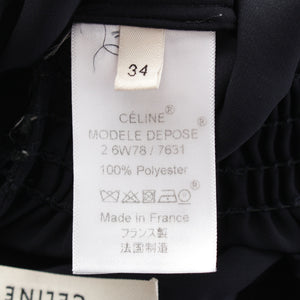 34
CÉLINE®
MODELE DEPOSE®
2 6W78 / 7631
100% Polyester
Made in France
フランス製
法国制造
CÉLINE